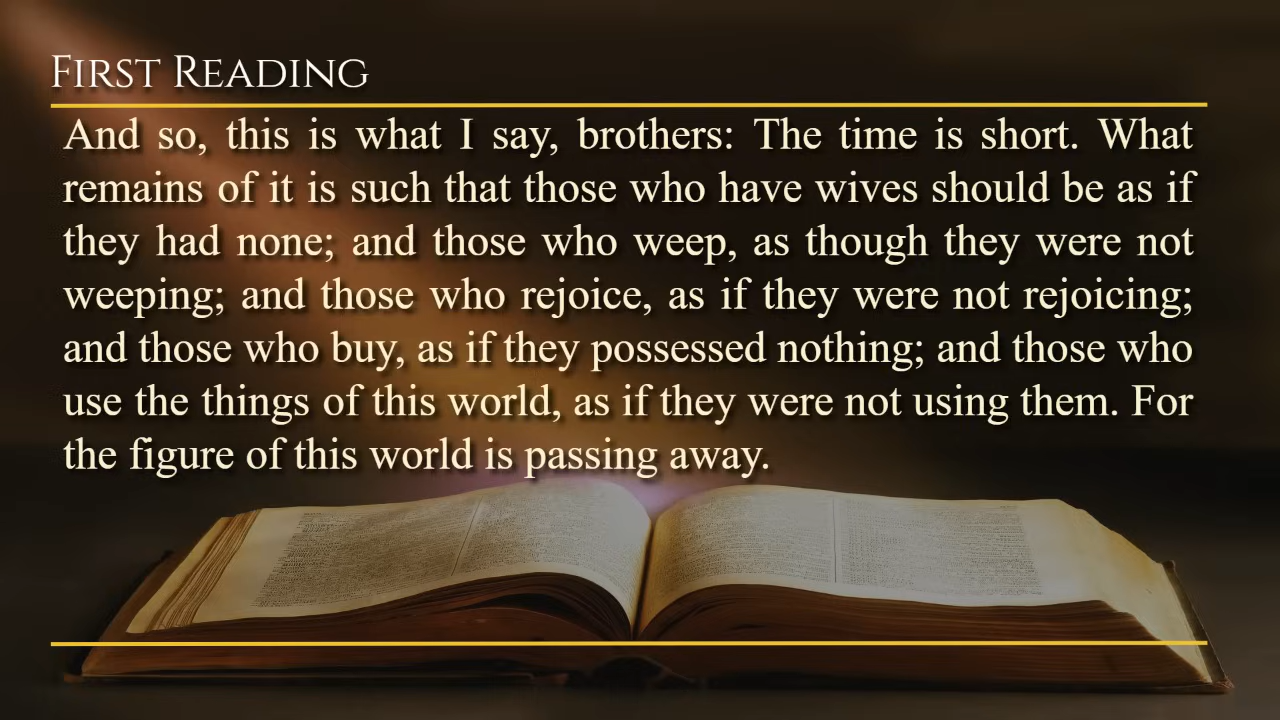 First Reading
And so, this is what I say, brothers: The time is short. What
remains of it is such that those who have wives should be as if
they had none; and those who weep, as though they were not
weeping; and those who rejoice, as if they were not rejoicing;
and those who buy, as if they possessed nothing; and those who
use the things of this world, as if they were not using them. For
the figure of this world is passing away.